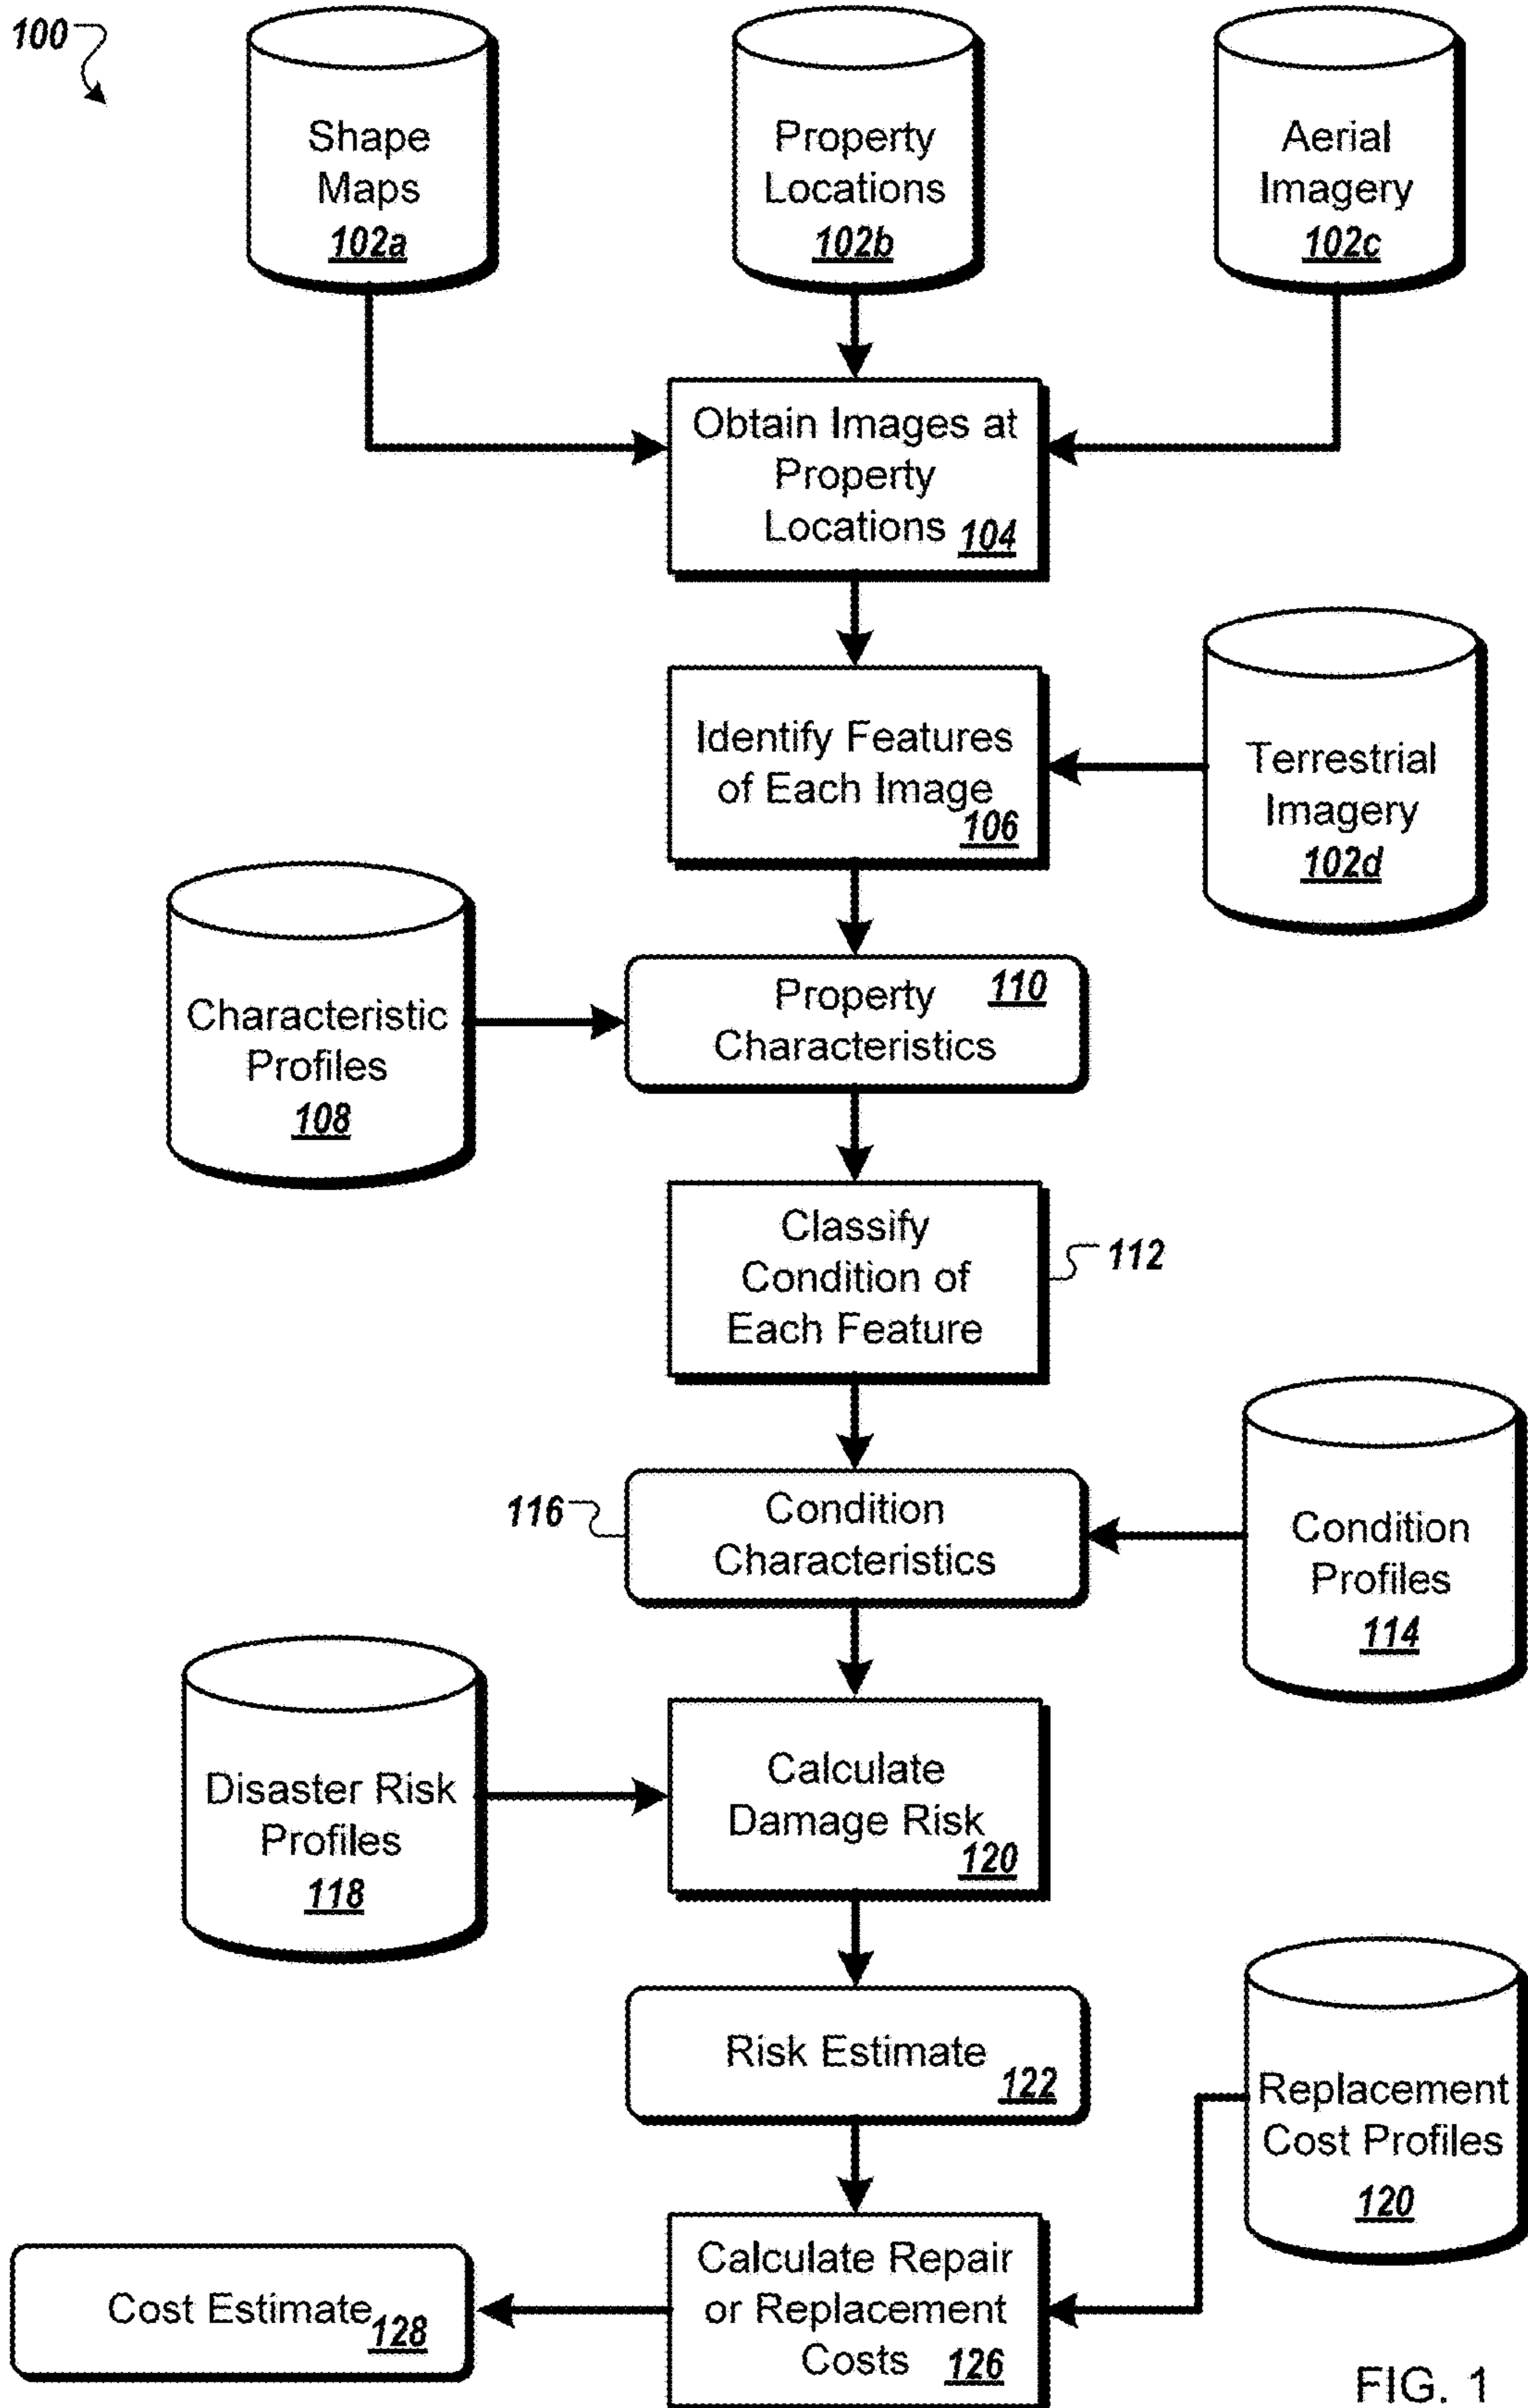 100
Shape
Maps
102a
Property
Locations
102b
Aerial
Imagery
102c
Obtain Images at
Property
Locations 104
Identify Features
of Each Image
106
Terrestrial
Imagery
102d
Characteristic
Profiles
108
Property 110
Characteristics
Classify
Condition of
Each Feature
112
116
Condition
Characteristics
Condition
Profiles
114
Disaster Risk
Profiles
118
Calculate
Damage Risk
120
Risk Estimate
122
Replacement
Cost Profiles
120
Calculate Repair
or Replacement
Costs 126
Cost Estimate 128
FIG. 1